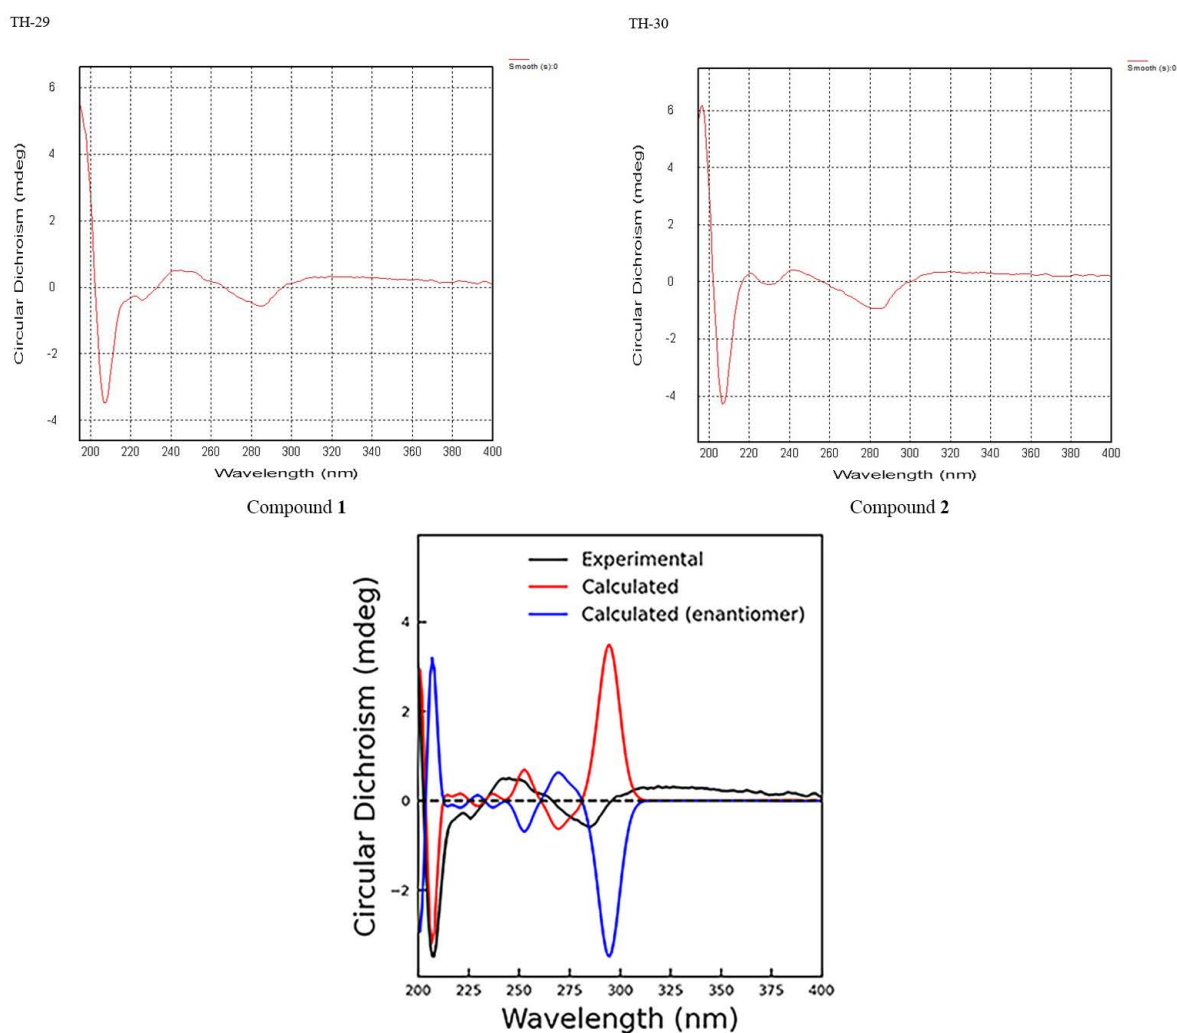 TH-29
TH-30
Smooth (s):0
Smooth (s):0
Circular Dichroism (mdeg)
6
4
2
0
-2
-4
200 220 240 260 280 300 320 340 360 380 400
Wavelength (nm)
Compound 1
Circular Dichroism (mdeg)
6
4
2
0
-2
-4
200 220 240 260 280 300 320 340 360 380 400
Wavelength (nm)
Compound 2
Experimental
Calculated
Calculated (enantiomer)
Circular Dichroism (mdeg)
4
2
0
−2
200 225 250 275 300 325 350 375 400
Wavelength (nm)